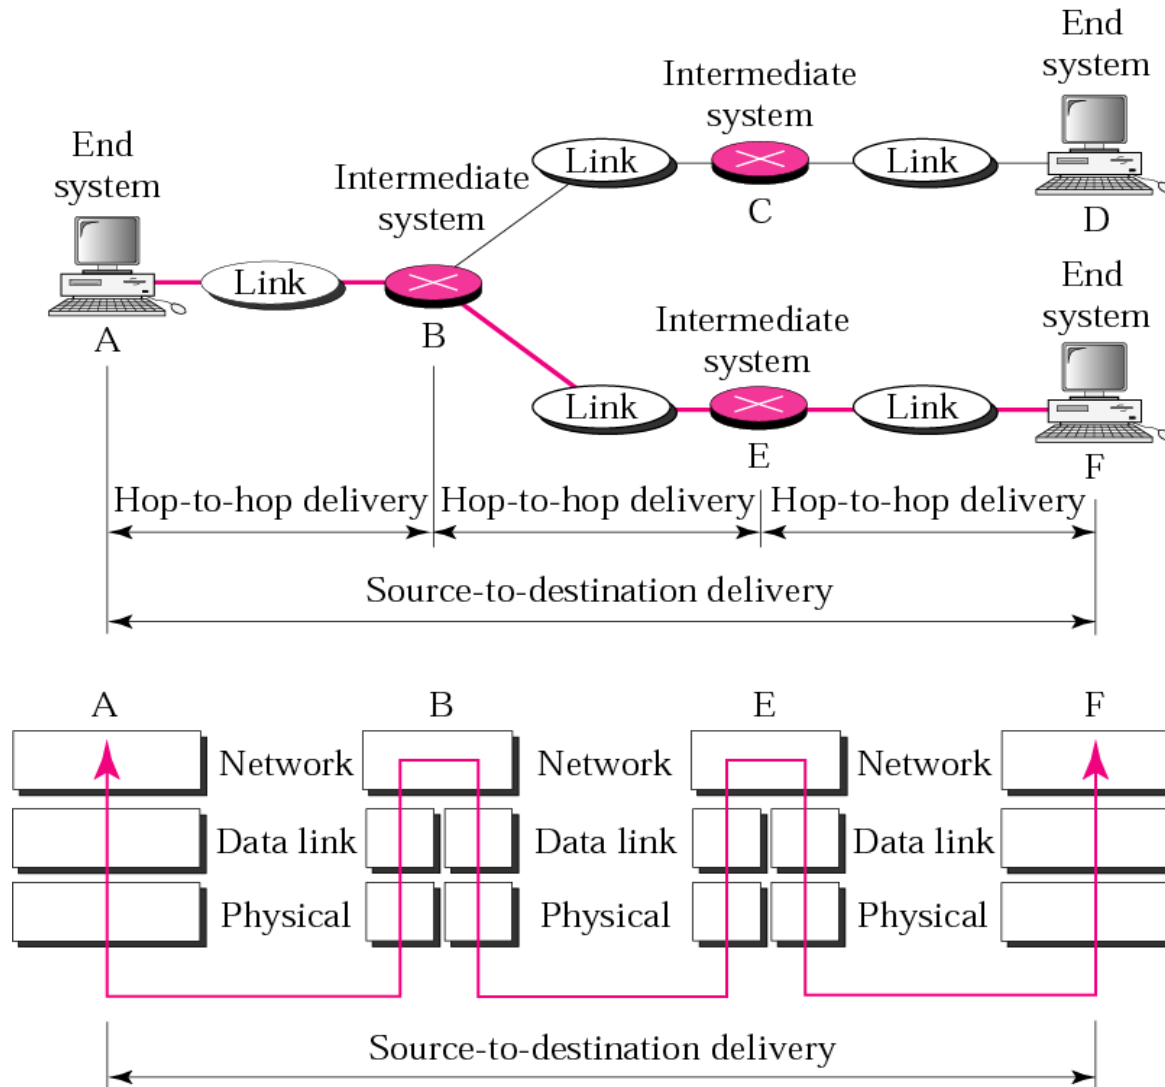 End
system
Intermediate
system
Link
Link
C
D
End
system
Intermediate
system
Link
A
B
Intermediate
system
End
system
Link
Link
E
F
Hop-to-hop delivery
Hop-to-hop delivery
Hop-to-hop delivery
Source-to-destination delivery
A
B
E
F
Network
Network
Network
Data link
Data link
Data link
Physical
Physical
Physical
Source-to-destination delivery